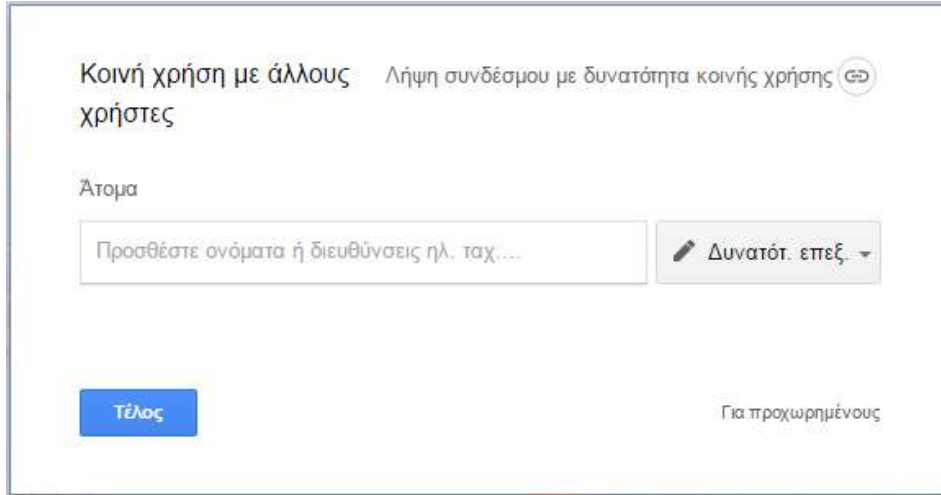 Κοινή χρήση με άλλους
χρήστες
Λήψη συνδέσμου με δυνατότητα κοινής χρήσης
Άτομα
Προσθέστε ονόματα ή διευθύνσεις ηλ. ταχ....
Δυνατότ. επεξ.
Τέλος
Για προχωρημένους